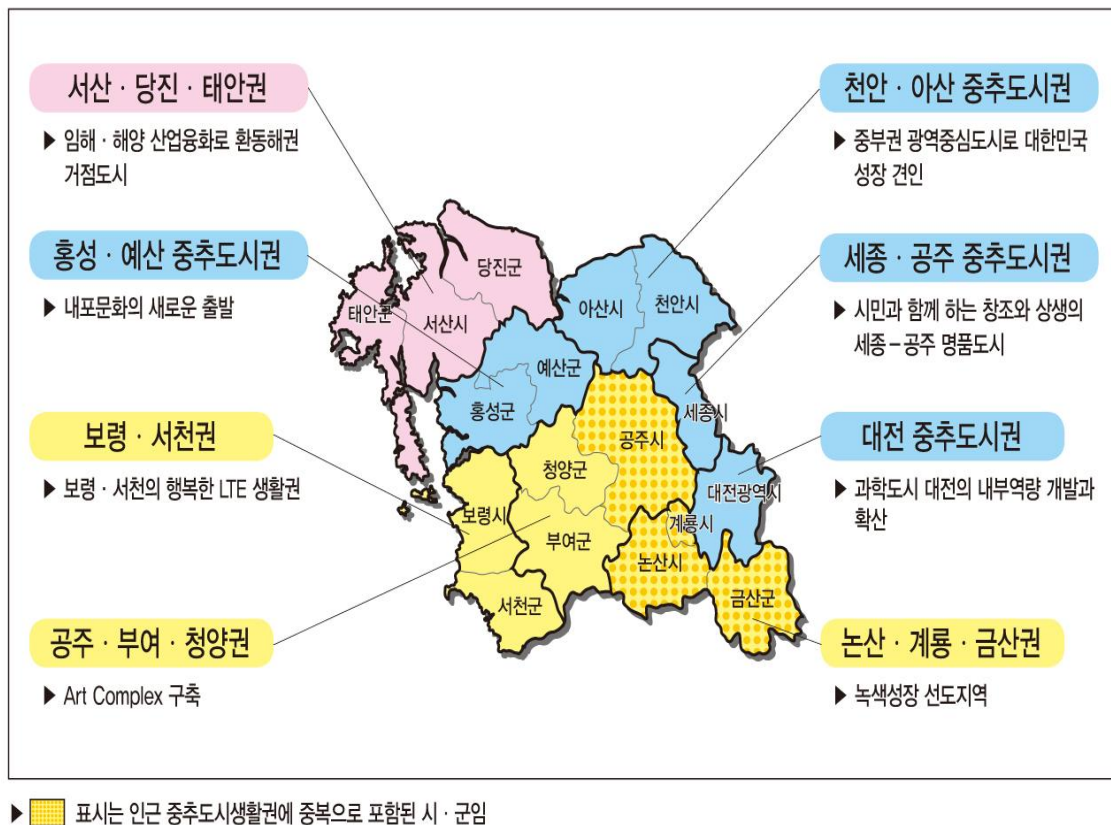 서산 · 당진 · 태안권
▶ 임해 · 해양 산업융화로 환동해권
거점도시
홍성 · 예산 중추도시권
▶ 내포문화의 새로운 출발
보령 · 서천권
▶ 보령 · 서천의 행복한 LTE 생활권
공주 · 부여 · 청양권
▶ Art Complex 구축
천안 · 아산 중추도시권
▶ 중부권 광역중심도시로 대한민국
성장 견인
세종 · 공주 중추도시권
▶ 시민과 함께 하는 창조와 상생의
세종-공주 명품도시
대전 중추도시권
▶ 과학도시 대전의 내부역량 개발과
확산
논산 · 계룡 · 금산권
▶ 녹색성장 선도지역
당진군
태안군
서산시
아산시
천안시
예산군
홍성군
세종시
공주시
청양군
대전광역시
보령시
계룡시
부여군
논산시
서천군
금산군
▶ 표시는 인근 중추도시생활권에 중복으로 포함된 시 · 군임